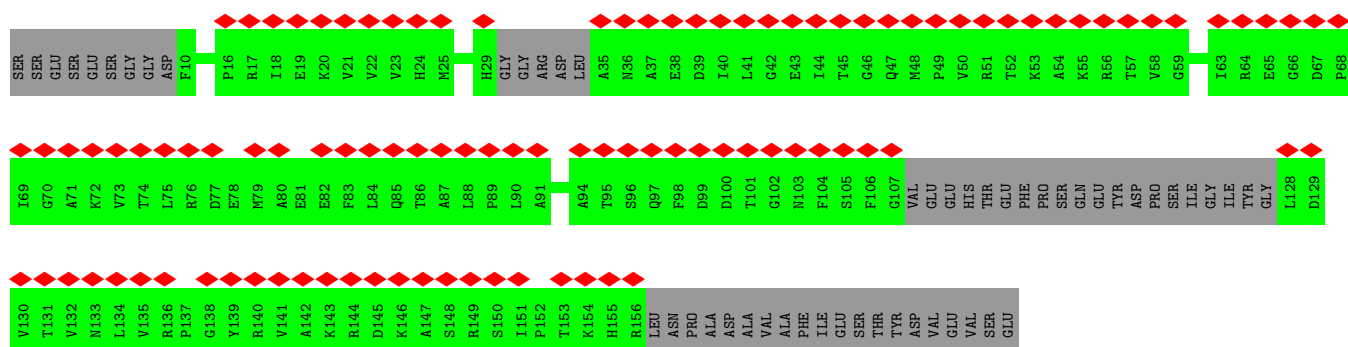 SER SER GLU SER GLU SER GLY GLY ASP F10 P16 R17 I18 E19 K20 V21 V22 V23 H24 M25 H29 GLY GLY ARG ASP LEU A35 N36 A37 E38 D39 I40 L41 G42 E43 I44 T45 G46 Q47 M48 P49 V50 R51 T52 K53 A54 K55 R56 T57 V58 G59 I63 R64 E65 G66 D67 P68
I69 G70 A71 K72 V73 T74 L75 R76 D77 E78 M79 A80 E81 E82 F83 L84 Q85 T86 A87 L88 P89 L90 A91 A94 T95 S96 Q97 F98 D99 D100 T101 G102 N103 F104 S105 F106 G107 VAL GLU GLU HIS THR GLU PHE PRO SER GLN GLU TYR ASP PRO SER ILE GLY ILE TYR GLY L128 D129
V130 T131 V132 N133 L134 V135 R136 P137 G138 Y139 R140 V141 A142 K143 R144 D145 K146 A147 S148 R149 S150 I151 P152 T153 K154 H155 R156 LEU ASN PRO ALA ASP ALA VAL ALA PHE ILE GLU SER THR TYR ASP VAL GLU VAL SER GLU